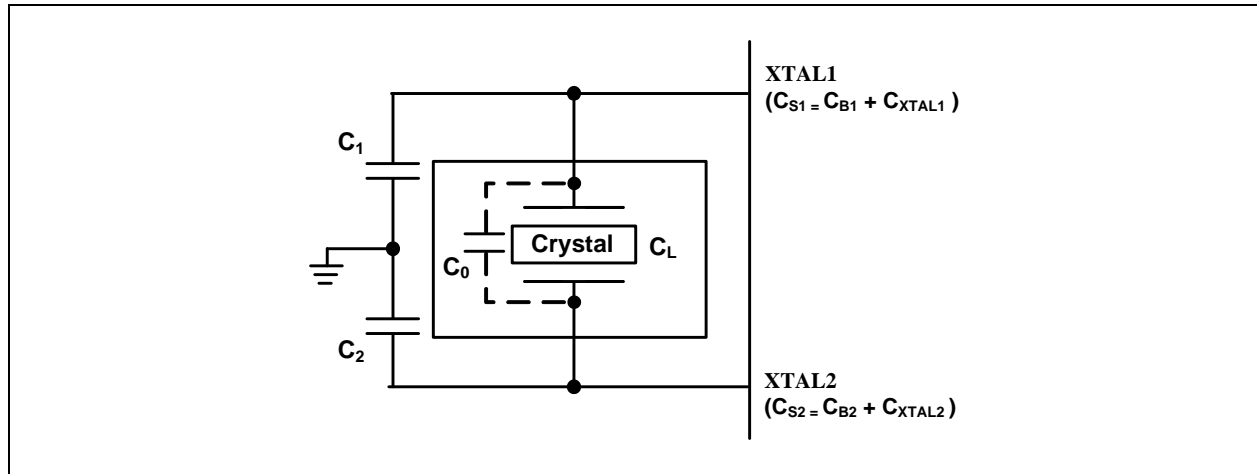 XTAL1
(CS1 = CB1 + CXTAL1 )
C1
Crystal
CL
C0
C2
XTAL2
(CS2 = CB2 + CXTAL2 )